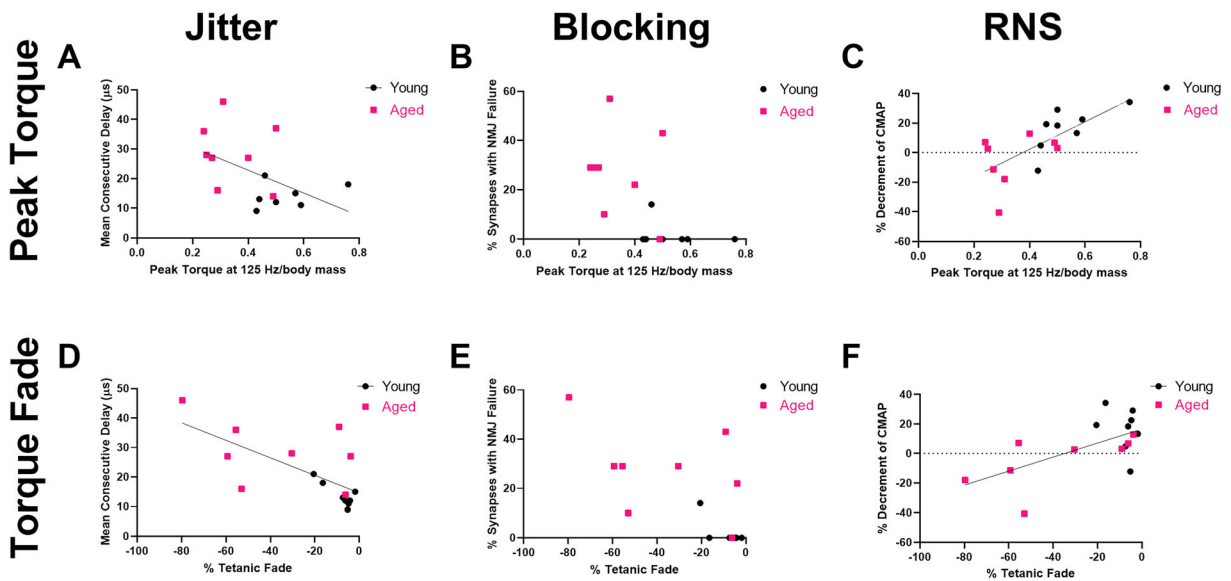 Jitter
Blocking
RNS
Peak Torque
A
Young
Aged
Mean Consecutive Delay (µs)
50
40
30
20
10
0
0.0
0.2
0.4
0.6
0.8
Peak Torque at 125 Hz/body mass
B
Young
Aged
% Synapses with NMJ Failure
60
40
20
0
0.0
0.2
0.4
0.6
0.8
Peak Torque at 125 Hz/body mass
C
Young
Aged
% Decrement of CMAP
40
20
0
-20
-40
-60
0.0
0.2
0.4
0.6
0.8
Peak Torque at 125 Hz/body mass
Torque Fade
D
Young
Aged
Mean Consecutive Delay (µs)
50
40
30
20
10
0
-100
-80
-60
-40
-20
0
% Tetanic Fade
E
Young
Aged
% Synapses with NMJ Failure
60
40
20
0
-100
-80
-60
-40
-20
0
% Tetanic Fade
F
Young
Aged
% Decrement of CMAP
40
20
0
-20
-40
-60
-100
-80
-60
-40
-20
0
% Tetanic Fade